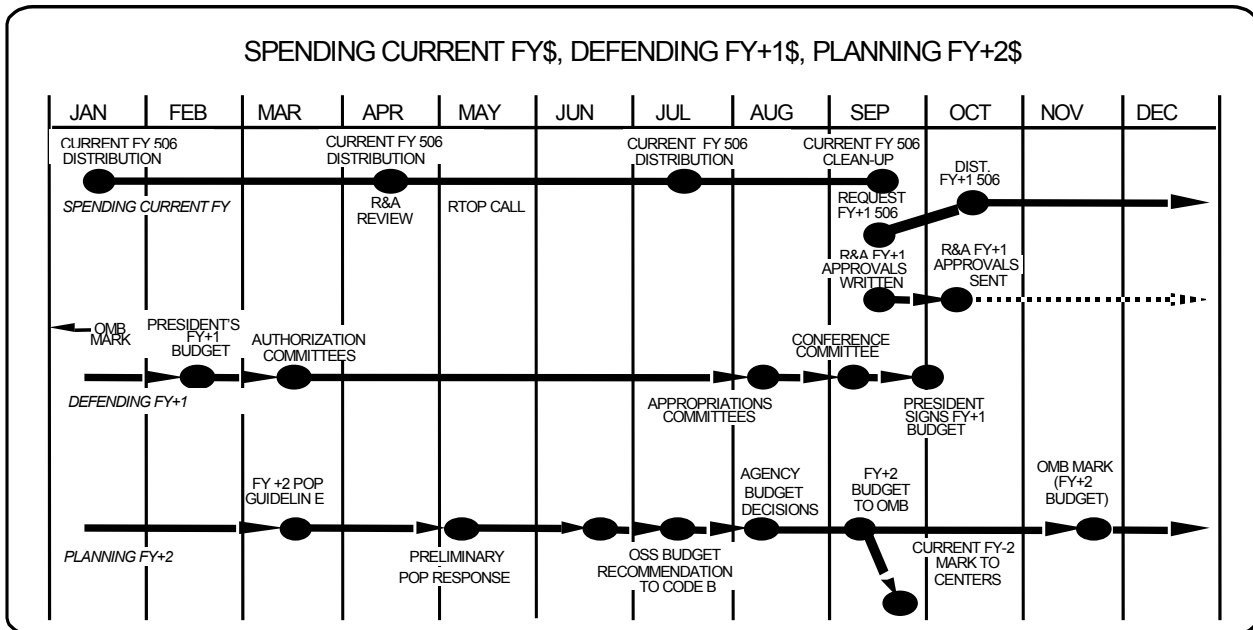 SPENDING CURRENT FY$, DEFENDING FY+1$, PLANNING FY+2$
JAN FEB MAR APR MAY JUN JUL AUG SEP OCT NOV DEC
CURRENT FY 506
DISTRIBUTION
CURRENT FY 506
DISTRIBUTION
CURRENT FY 506
DISTRIBUTION
CURRENT FY 506
CLEAN-UP
DIST.
FY+1 506
SPENDING CURRENT FY
R&A
REVIEW
RTOP CALL
REQUEST
FY+1 506
R&A FY+1
APPROVALS
WRITTEN
R&A FY+1
APPROVALS
SENT
OMB
MARK
PRESIDENT'S
FY+1
BUDGET
AUTHORIZATION
COMMITTEES
CONFERENCE
COMMITTEE
DEFENDING FY+1
APPROPRIATIONS
COMMITTEES
PRESIDENT
SIGNS FY+1
BUDGET
FY +2 POP
GUIDELIN E
AGENCY
BUDGET
DECISIONS
FY+2
BUDGET
TO OMB
OMB MARK
(FY+2
BUDGET)
PLANNING FY+2
PRELIMINARY
POP RESPONSE
OSS BUDGET
RECOMMENDATION
TO CODE B
CURRENT FY-2
MARK TO
CENTERS